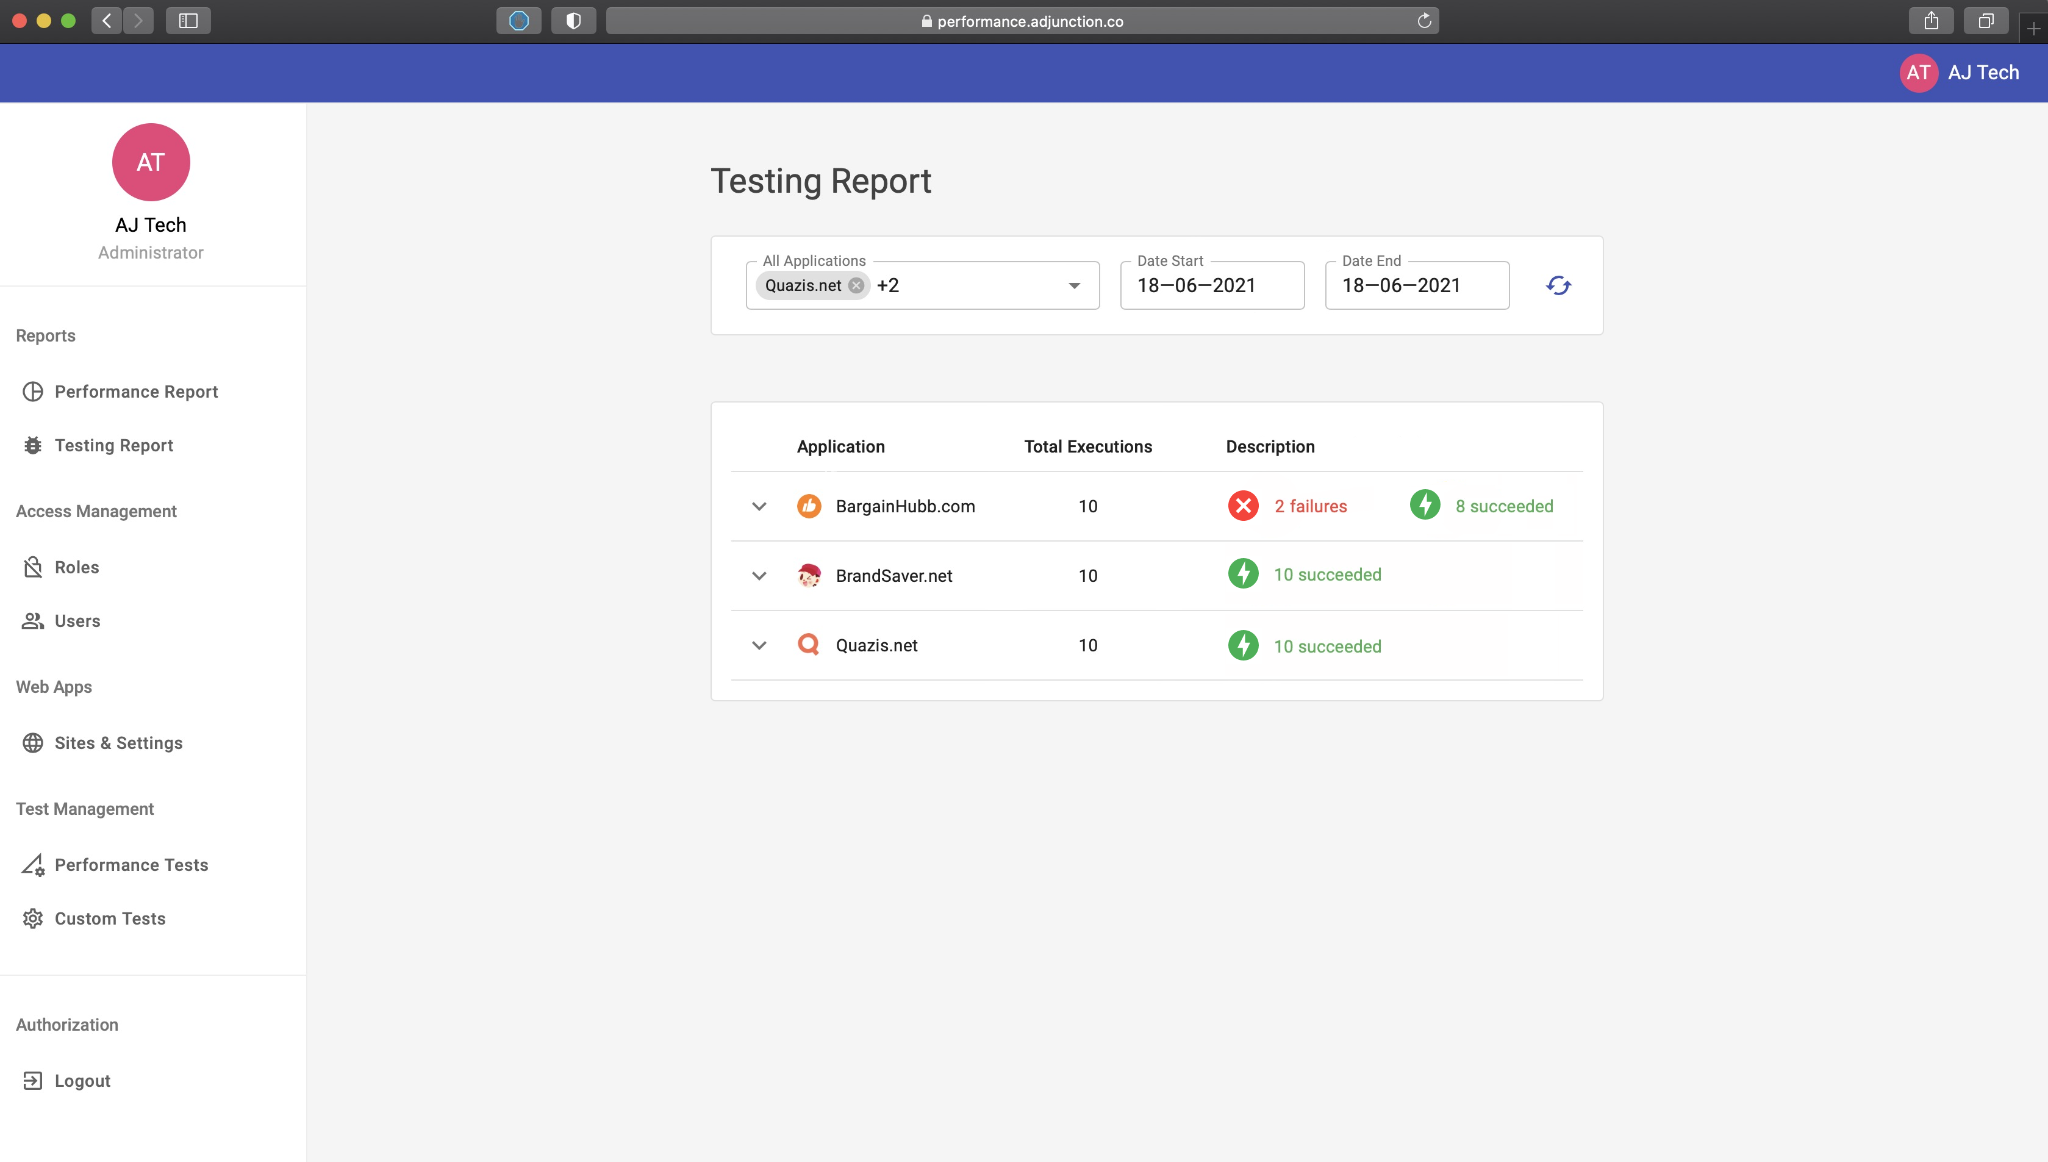 performance.adjunction.co
AT AJ Tech
AT
AJ Tech
Administrator
Reports
Performance Report
Testing Report
Access Management
Roles
Users
Web Apps
Sites & Settings
Test Management
Performance Tests
Custom Tests
Authorization
Logout
Testing Report
All Applications Date Start Date End
Quazis.net +2 18—06—2021 18—06—2021
Application Total Executions Description
BargainHubb.com 10 2 failures 8 succeeded
BrandSaver.net 10 10 succeeded
Quazis.net 10 10 succeeded